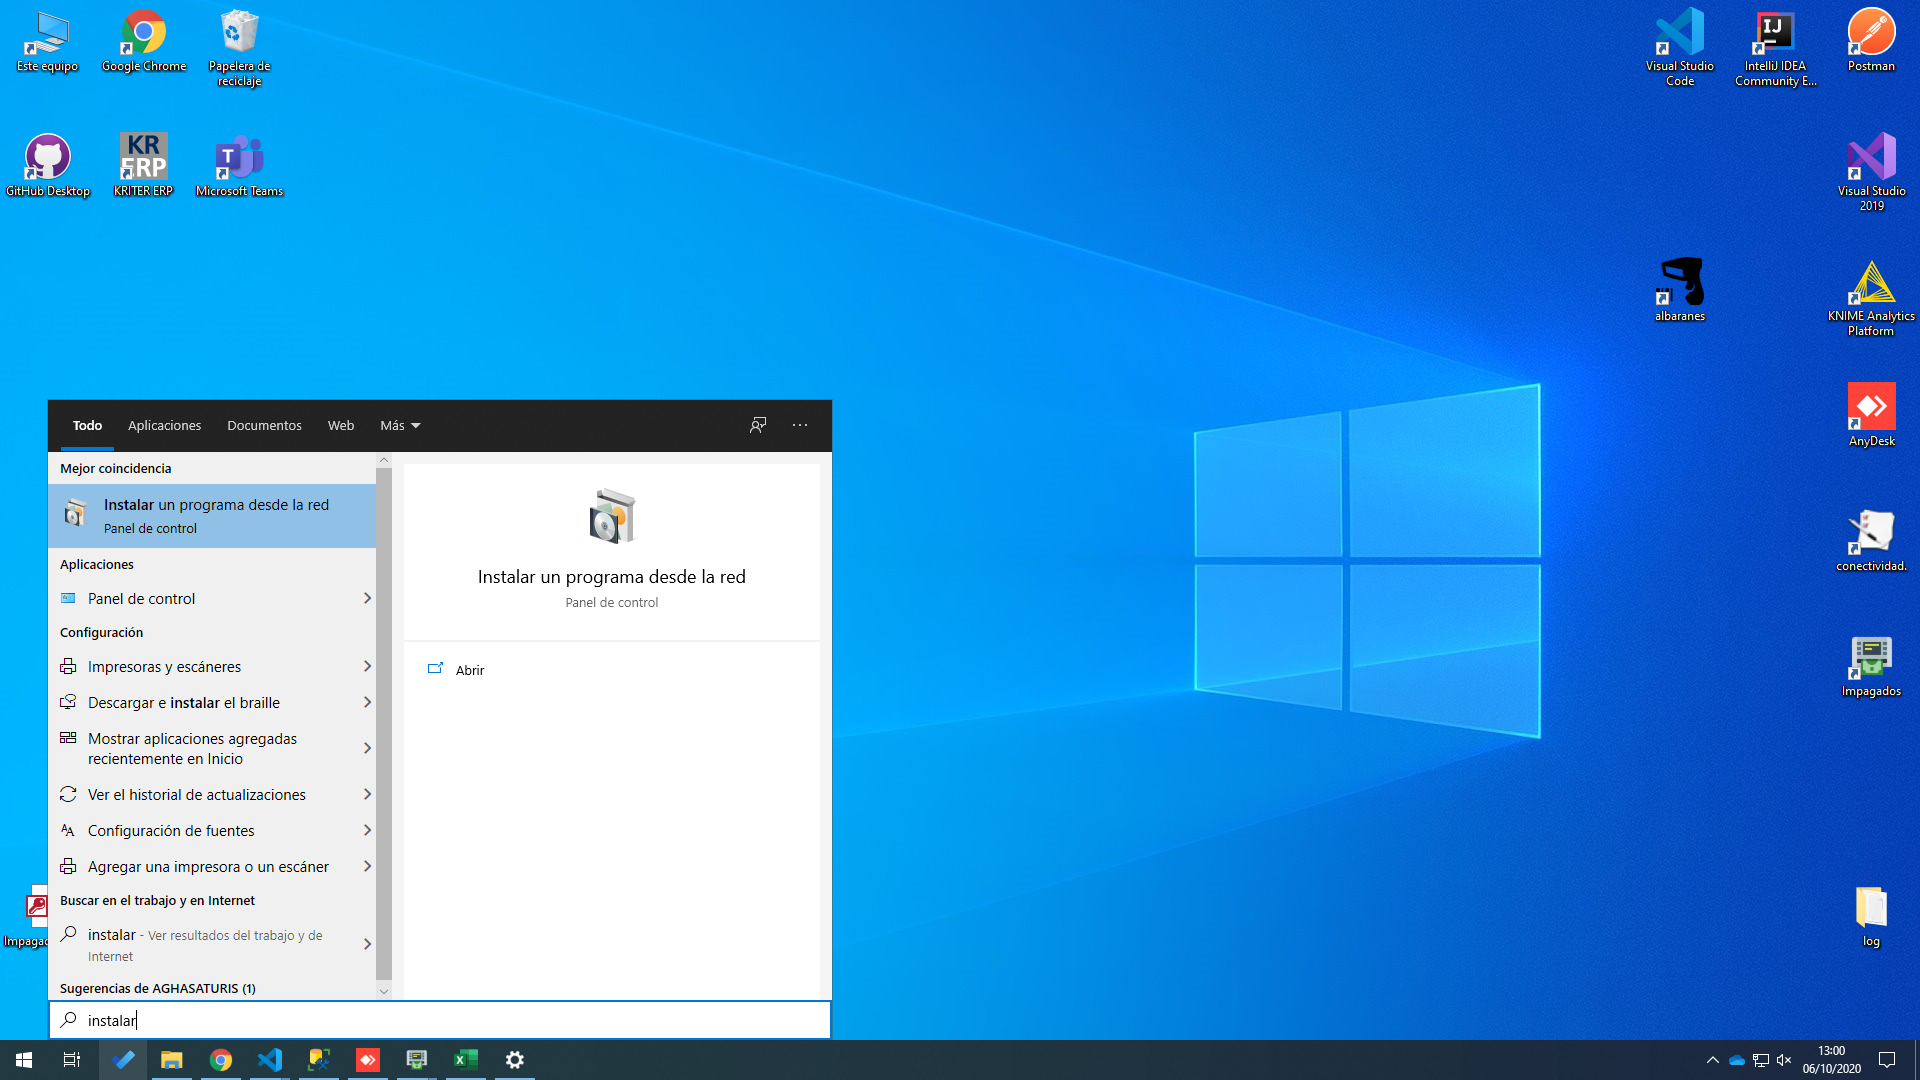 Este equipo
Google Chrome
Papelera de
reciclaje
Visual Studio
Code
IJ
IntelliJ IDEA
Community E...
Postman
GitHub Desktop
KR
ERP
KRITER ERP
T
Microsoft Teams
Visual Studio
2019
albaranes
KNIME Analytics
Platform
AnyDesk
conectividad.
Impagados
log
Todo
Aplicaciones
Documentos
Web
Más
Mejor coincidencia
Instalar un programa desde la red
Panel de control
Aplicaciones
Panel de control
Configuración
Impresoras y escáneres
Descargar e instalar el braille
Mostrar aplicaciones agregadas
recientemente en Inicio
Ver el historial de actualizaciones
Configuración de fuentes
Agregar una impresora o un escáner
Buscar en el trabajo y en Internet
instalar - Ver resultados del trabajo y de
Internet
Sugerencias de AGHASATURIS (1)
Instalar un programa desde la red
Panel de control
Abrir
Impagad
instalar
13:00
06/10/2020